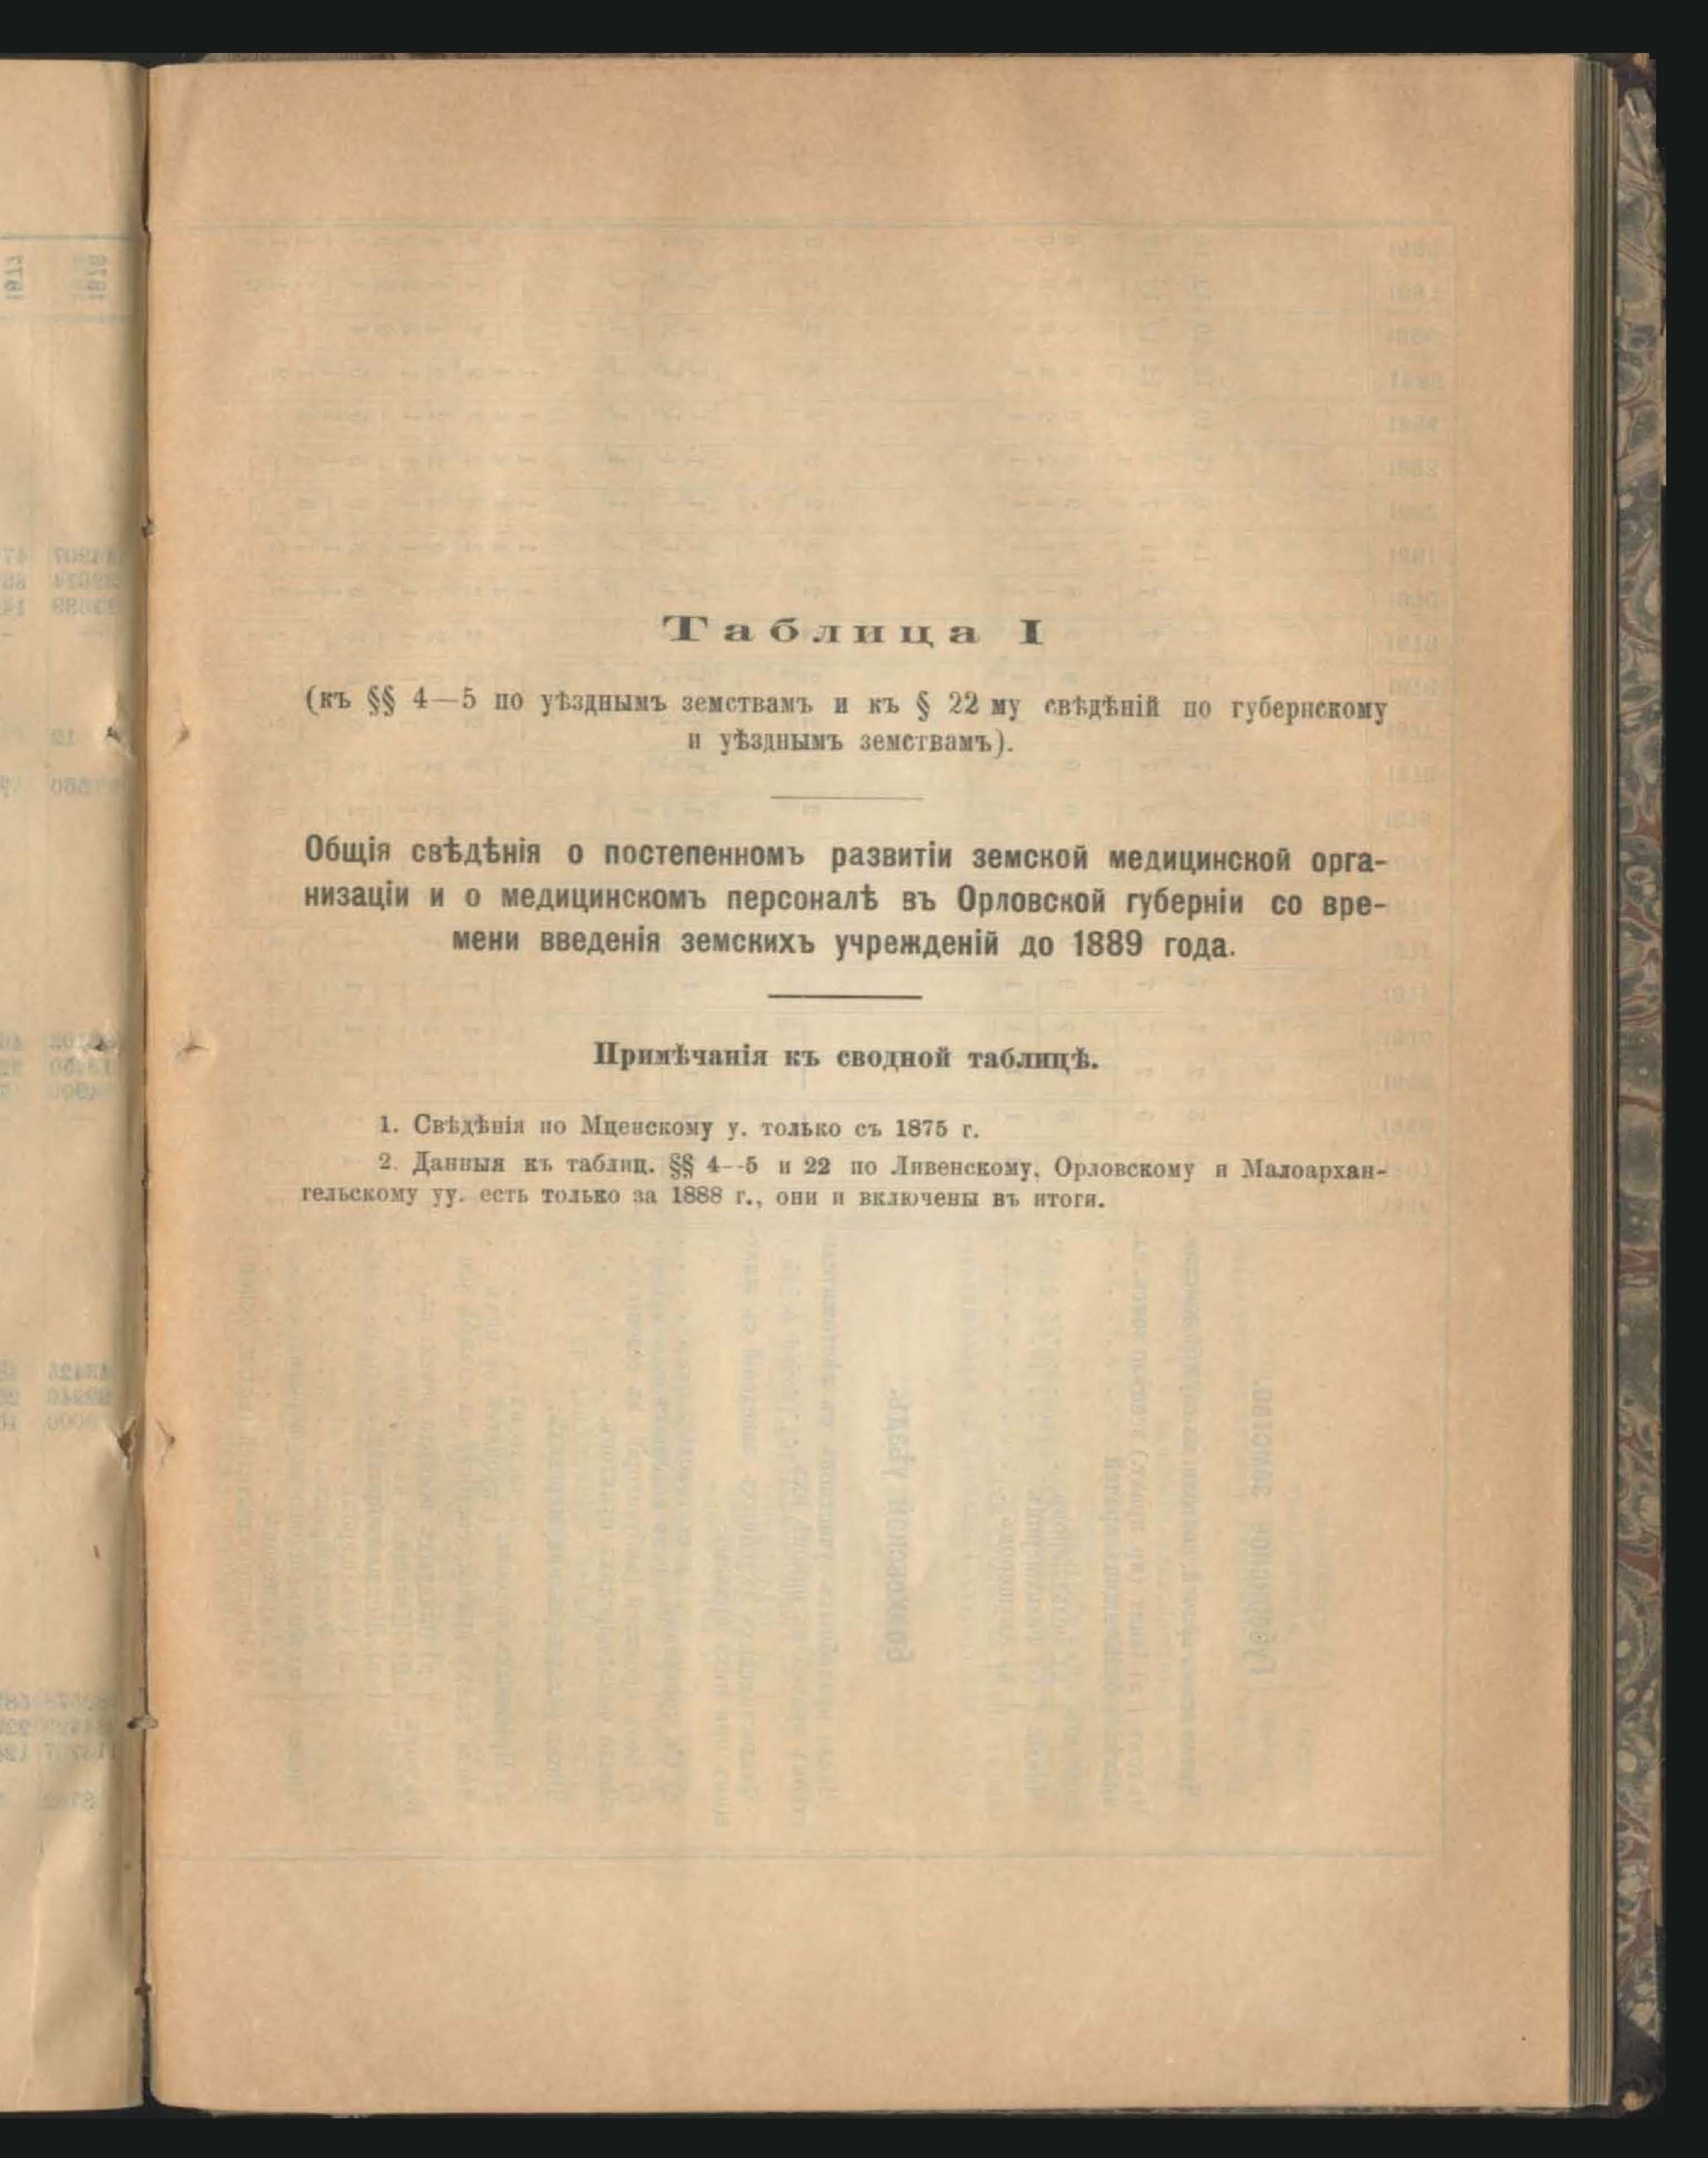 Таблица I
(къ §§ 4—5 по уѣзднымъ земствамъ и къ § 22 му свѣдѣній по губернскому
и уѣзднымъ земствамъ).
Общія свѣдѣнія о постепенномъ развитіи земской медицинской орга-
низаціи и о медицинскомъ персоналѣ въ Орловской губерніи со вре-
мени введенія земскихъ учрежденій до 1889 года.
Примѣчанія къ сводной таблицѣ.
1. Свѣдѣнія по Мценскому у. только съ 1875 г.
2. Данныя къ таблиц. §§ 4--5 и 22 по Ливенскому, Орловскому и Малоархан-
гельскому уу. есть только за 1888 г., они и включены въ итоги.